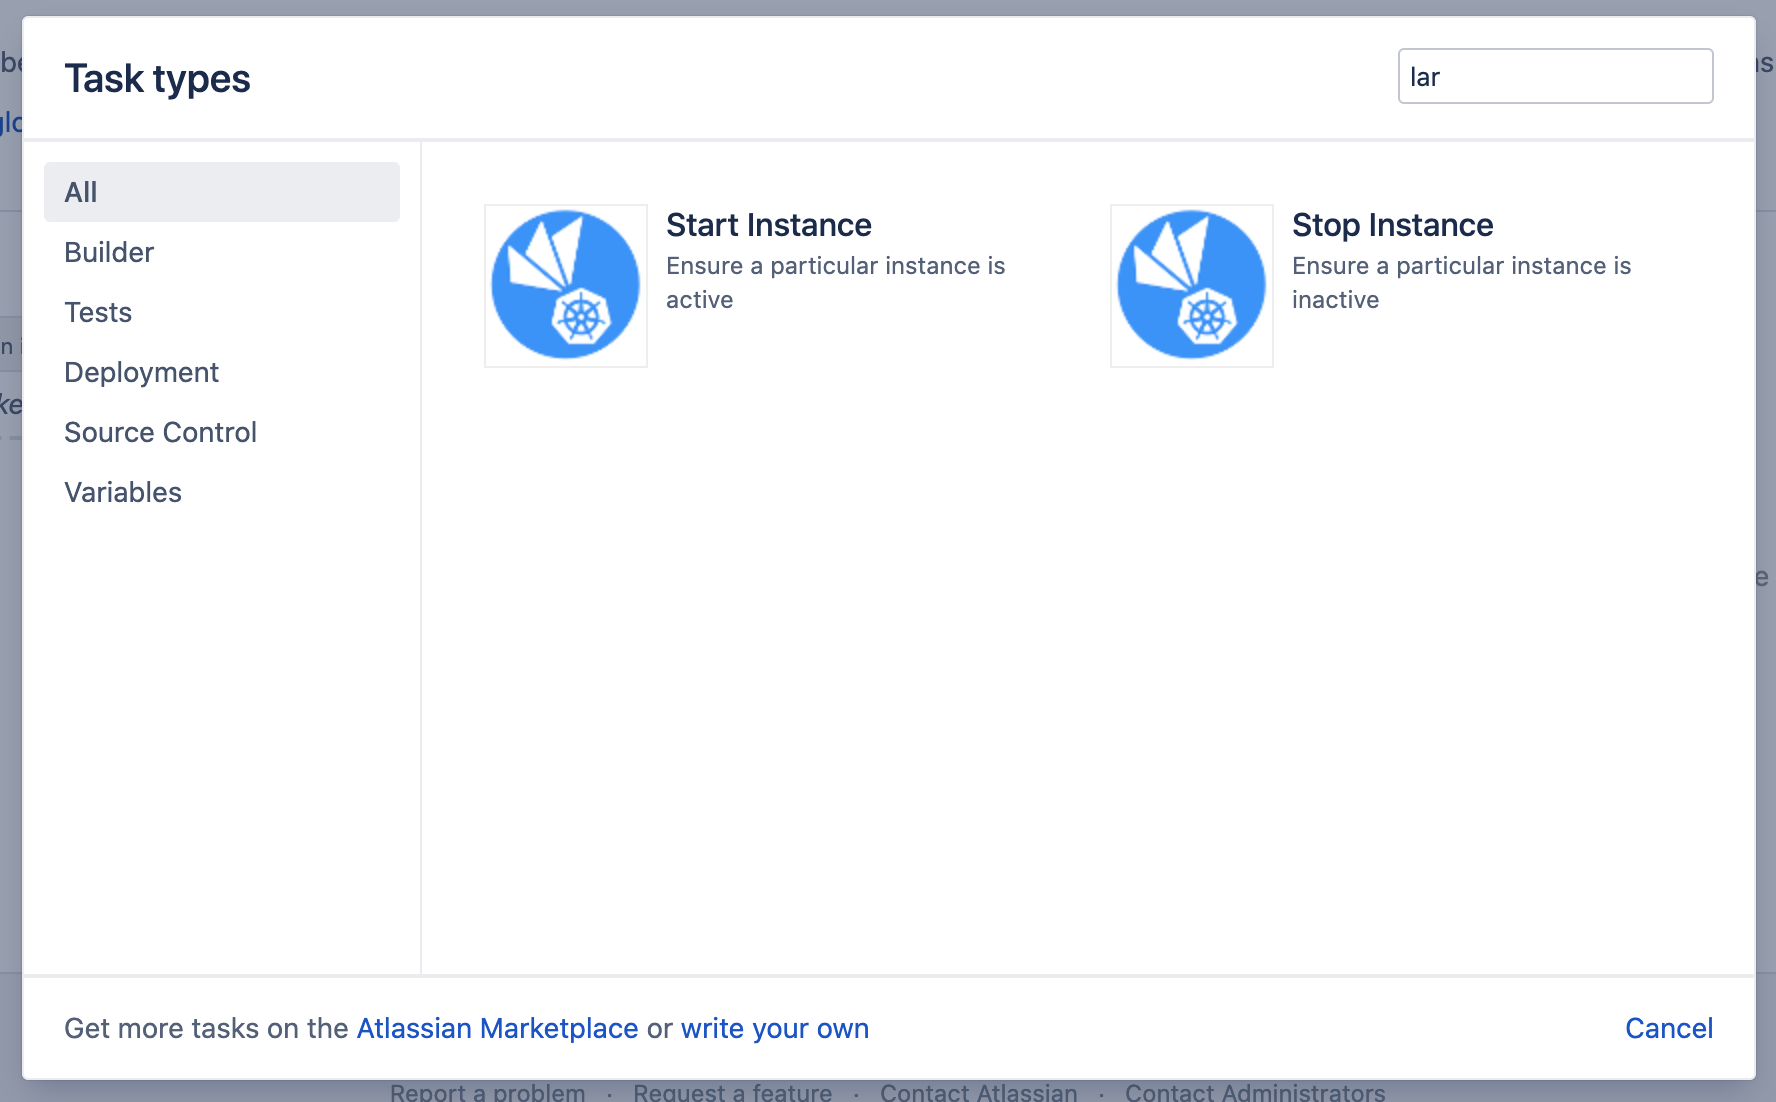 Task types
lar
All
Builder
Tests
Deployment
Source Control
Variables
Start Instance
Ensure a particular instance is
active
Stop Instance
Ensure a particular instance is
inactive
Get more tasks on the Atlassian Marketplace or write your own
Cancel
Report a problem · Request a feature · Contact Atlassian · Contact Administrators